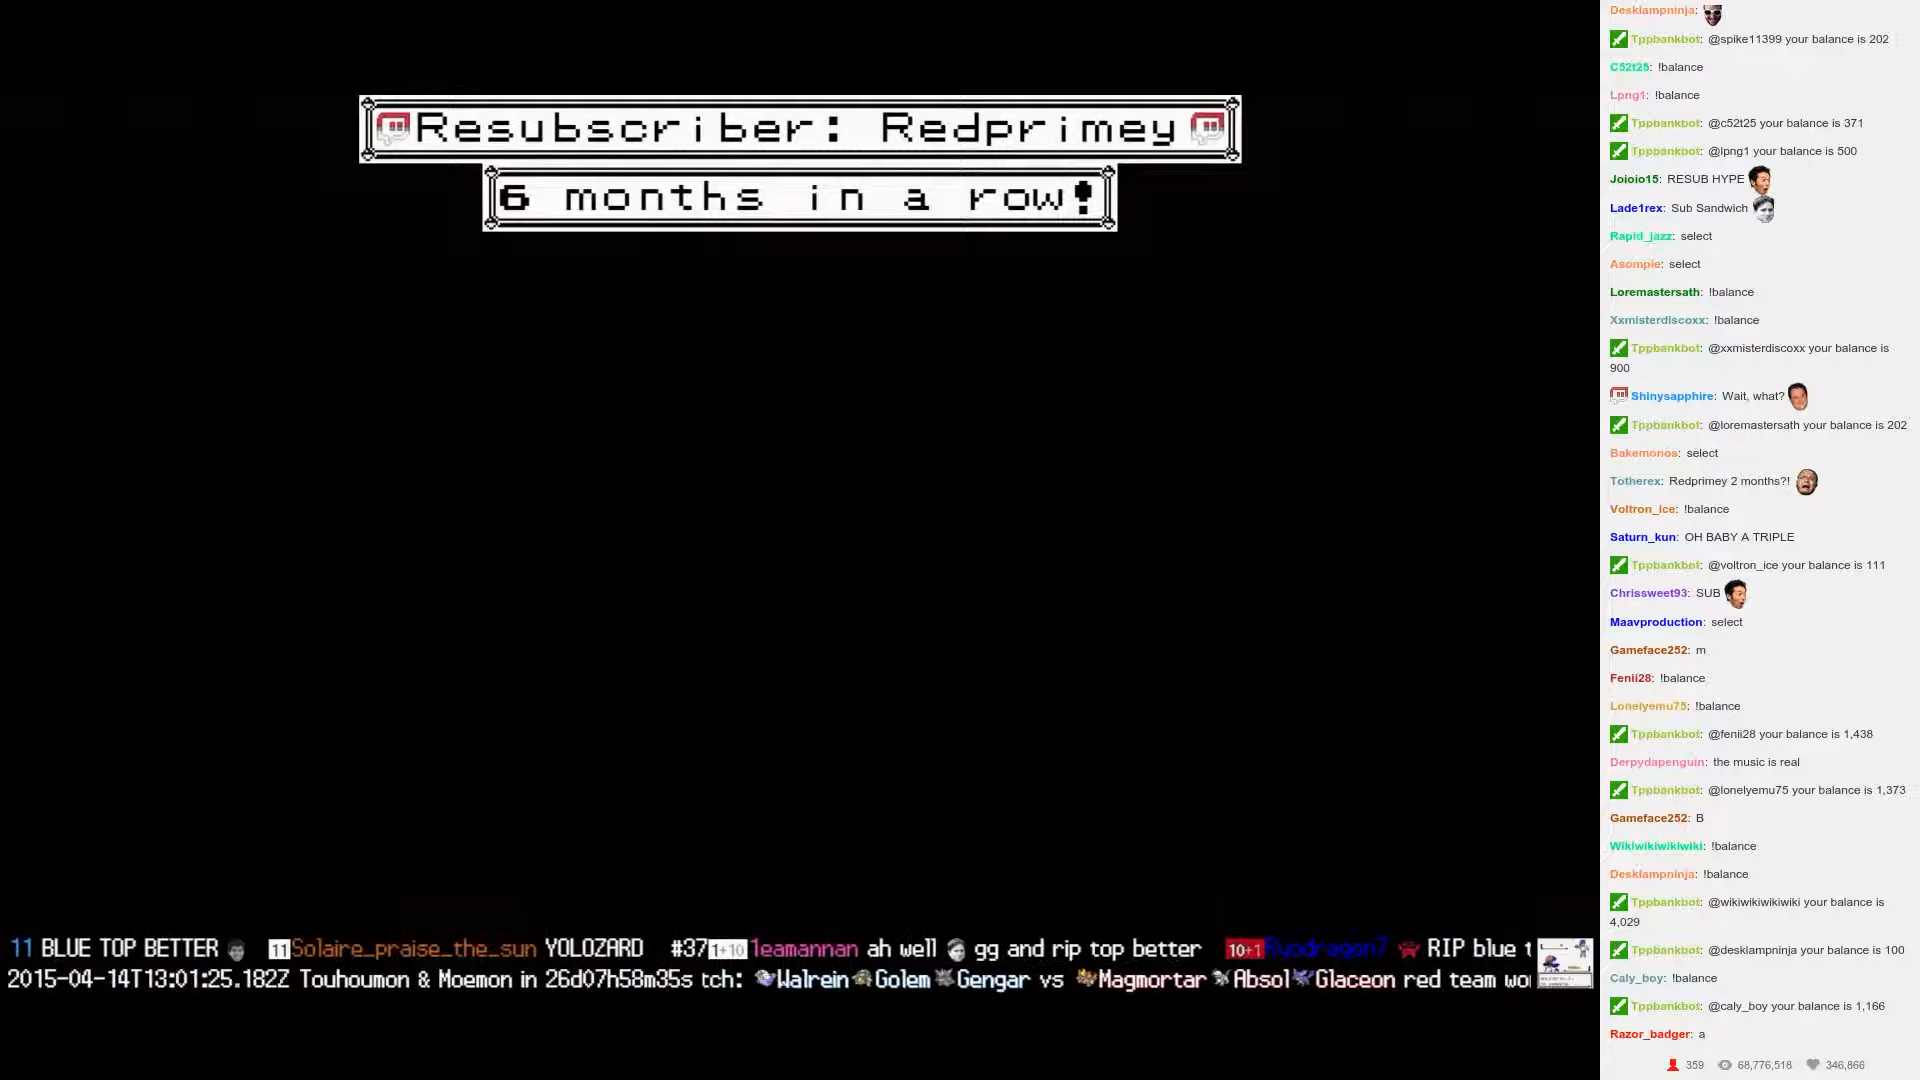 Resubscriber: Redprimey
6 months in a row!
11 BLUE TOP BETTER 11 Solaire_praise_the_sun YOLOZARD #37 1+10 leamannan ah well gg and rip top better 10+1 Ryodragon7 RIP blue t
2015-04-14T13:01:25.182Z Touhoumon & Moemon in 26d07h58m35s tch: Walrein Golem Gengar vs Magmortar Absol Glaceon red team wo
Desklampninja:
Tppbankbot: @spike11399 your balance is 202
C52t25: !balance
Lpng1: !balance
Tppbankbot: @c52t25 your balance is 371
Tppbankbot: @lpng1 your balance is 500
Joioio15: RESUB HYPE
Lade1rex: Sub Sandwich
Rapid_jazz: select
Asompie: select
Loremastersath: !balance
Xxmisterdiscoxx: !balance
Tppbankbot: @xxmisterdiscoxx your balance is
900
Shinysapphire: Wait, what?
Tppbankbot: @loremastersath your balance is 202
Bakemonos: select
Totherex: Redprimey 2 months?!
Voltron_ice: !balance
Saturn_kun: OH BABY A TRIPLE
Tppbankbot: @voltron_ice your balance is 111
Chrissweet93: SUB
Maavproduction: select
Gameface252: m
Fenii28: !balance
Lonelyemu75: !balance
Tppbankbot: @fenii28 your balance is 1,438
Derpydapenguin: the music is real
Tppbankbot: @lonelyemu75 your balance is 1,373
Gameface252: B
Wikiwikiwikiwiki: !balance
Desklampninja: !balance
Tppbankbot: @wikiwikiwikiwiki your balance is
4,029
Tppbankbot: @desklampninja your balance is 100
Caly_boy: !balance
Tppbankbot: @caly_boy your balance is 1,166
Razor_badger: a
359 68,776,518 346,866